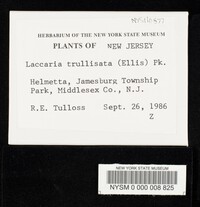 HERBARIUM OF THE NEW YORK STATE MUSEUM
PLANTS OF NEW JERSEY
Laccaria trullisata (Ellis) Pk.
Helmetta, Jamesburg Township
Park, Middlesex Co., N.J.
R.E. Tulloss Sept. 26, 1986
Z
NEW YORK STATE MUSEUM
NYSM 0 000 008 625